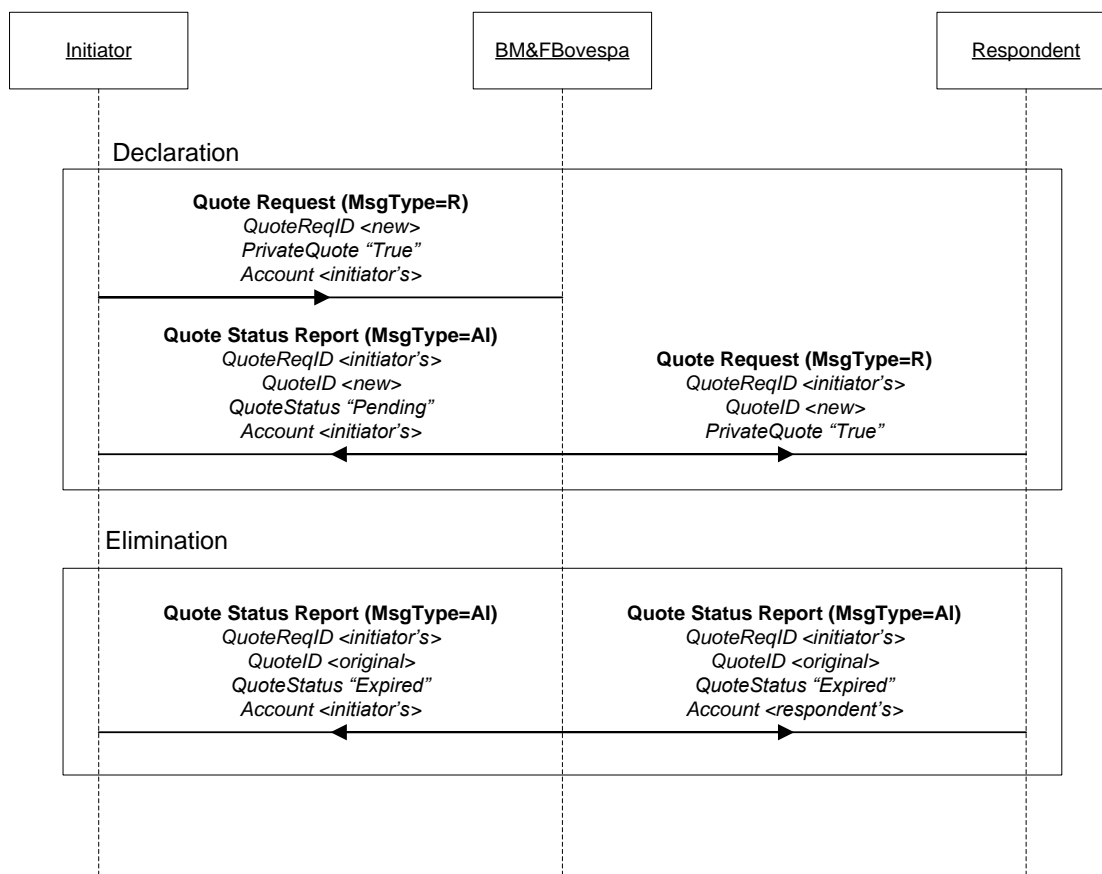 Initiator
BM&FBovespa
Respondent
Declaration
Quote Request (MsgType=R)
QuoteReqID <new>
PrivateQuote “True”
Account <initiator’s>
Quote Status Report (MsgType=AI)
QuoteReqID <initiator’s>
QuoteID <new>
QuoteStatus “Pending”
Account <initiator’s>
Quote Request (MsgType=R)
QuoteReqID <initiator’s>
QuoteID <new>
PrivateQuote “True”
Elimination
Quote Status Report (MsgType=AI)
QuoteReqID <initiator’s>
QuoteID <original>
QuoteStatus “Expired”
Account <initiator’s>
Quote Status Report (MsgType=AI)
QuoteReqID <initiator’s>
QuoteID <original>
QuoteStatus “Expired”
Account <respondent’s>